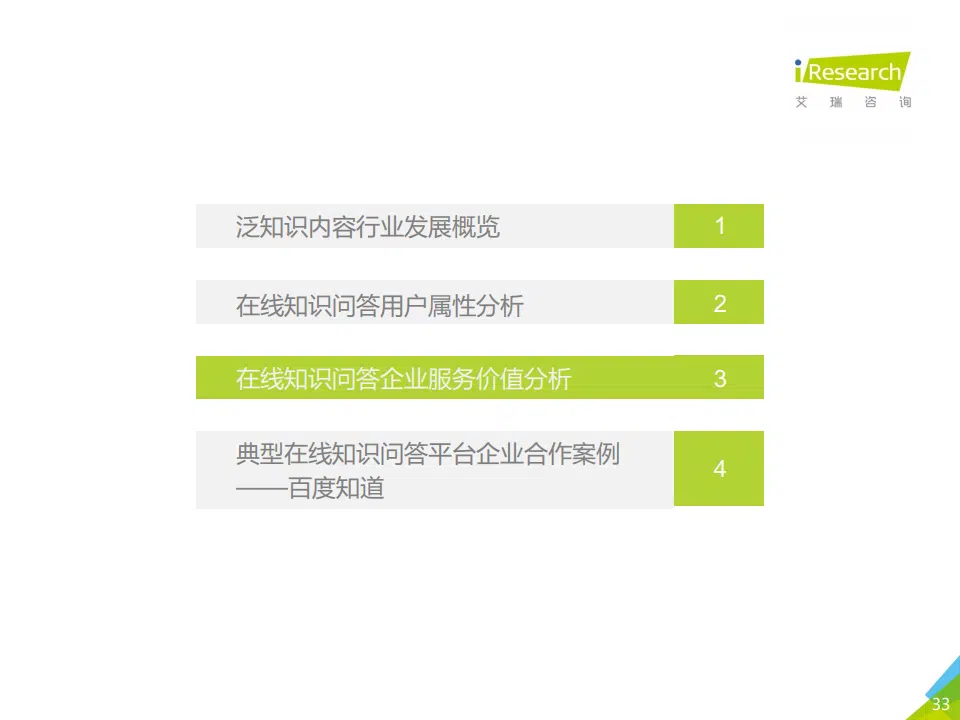 iResearch
艾瑞咨询
泛知识内容行业发展概览 1
在线知识问答用户属性分析 2
在线知识问答企业服务价值分析 3
典型在线知识问答平台企业合作案例
——百度知道 4
33